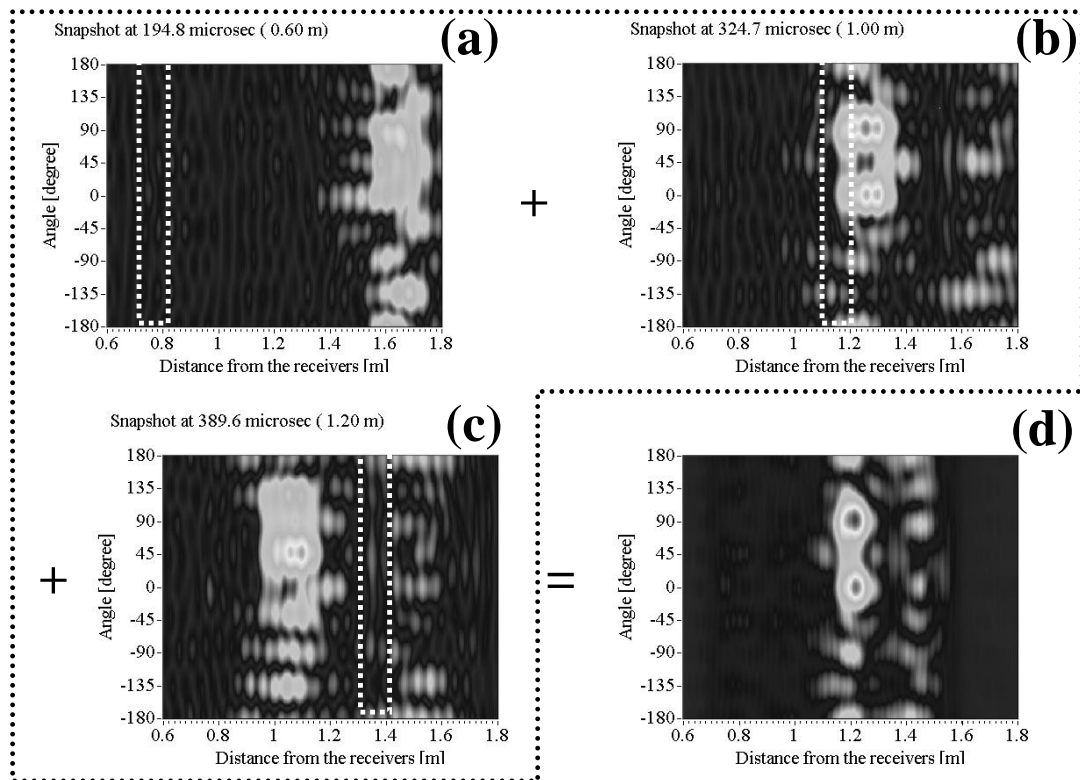 Snapshot at 194.8 microsec ( 0.60 m)
(a)
Angle [degree]
180
135
90
45
0
-45
-90
-135
-180
0.6 0.8 1 1.2 1.4 1.6 1.8
Distance from the receivers [m]
+
Snapshot at 324.7 microsec ( 1.00 m)
(b)
Angle [degree]
180
135
90
45
0
-45
-90
-135
-180
0.6 0.8 1 1.2 1.4 1.6 1.8
Distance from the receivers [m]
+
Snapshot at 389.6 microsec ( 1.20 m)
(c)
Angle [degree]
180
135
90
45
0
-45
-90
-135
-180
0.6 0.8 1 1.2 1.4 1.6 1.8
Distance from the receivers [m]
=
(d)
Angle [degree]
180
135
90
45
0
-45
-90
-135
-180
0.6 0.8 1 1.2 1.4 1.6 1.8
Distance from the receivers [m]